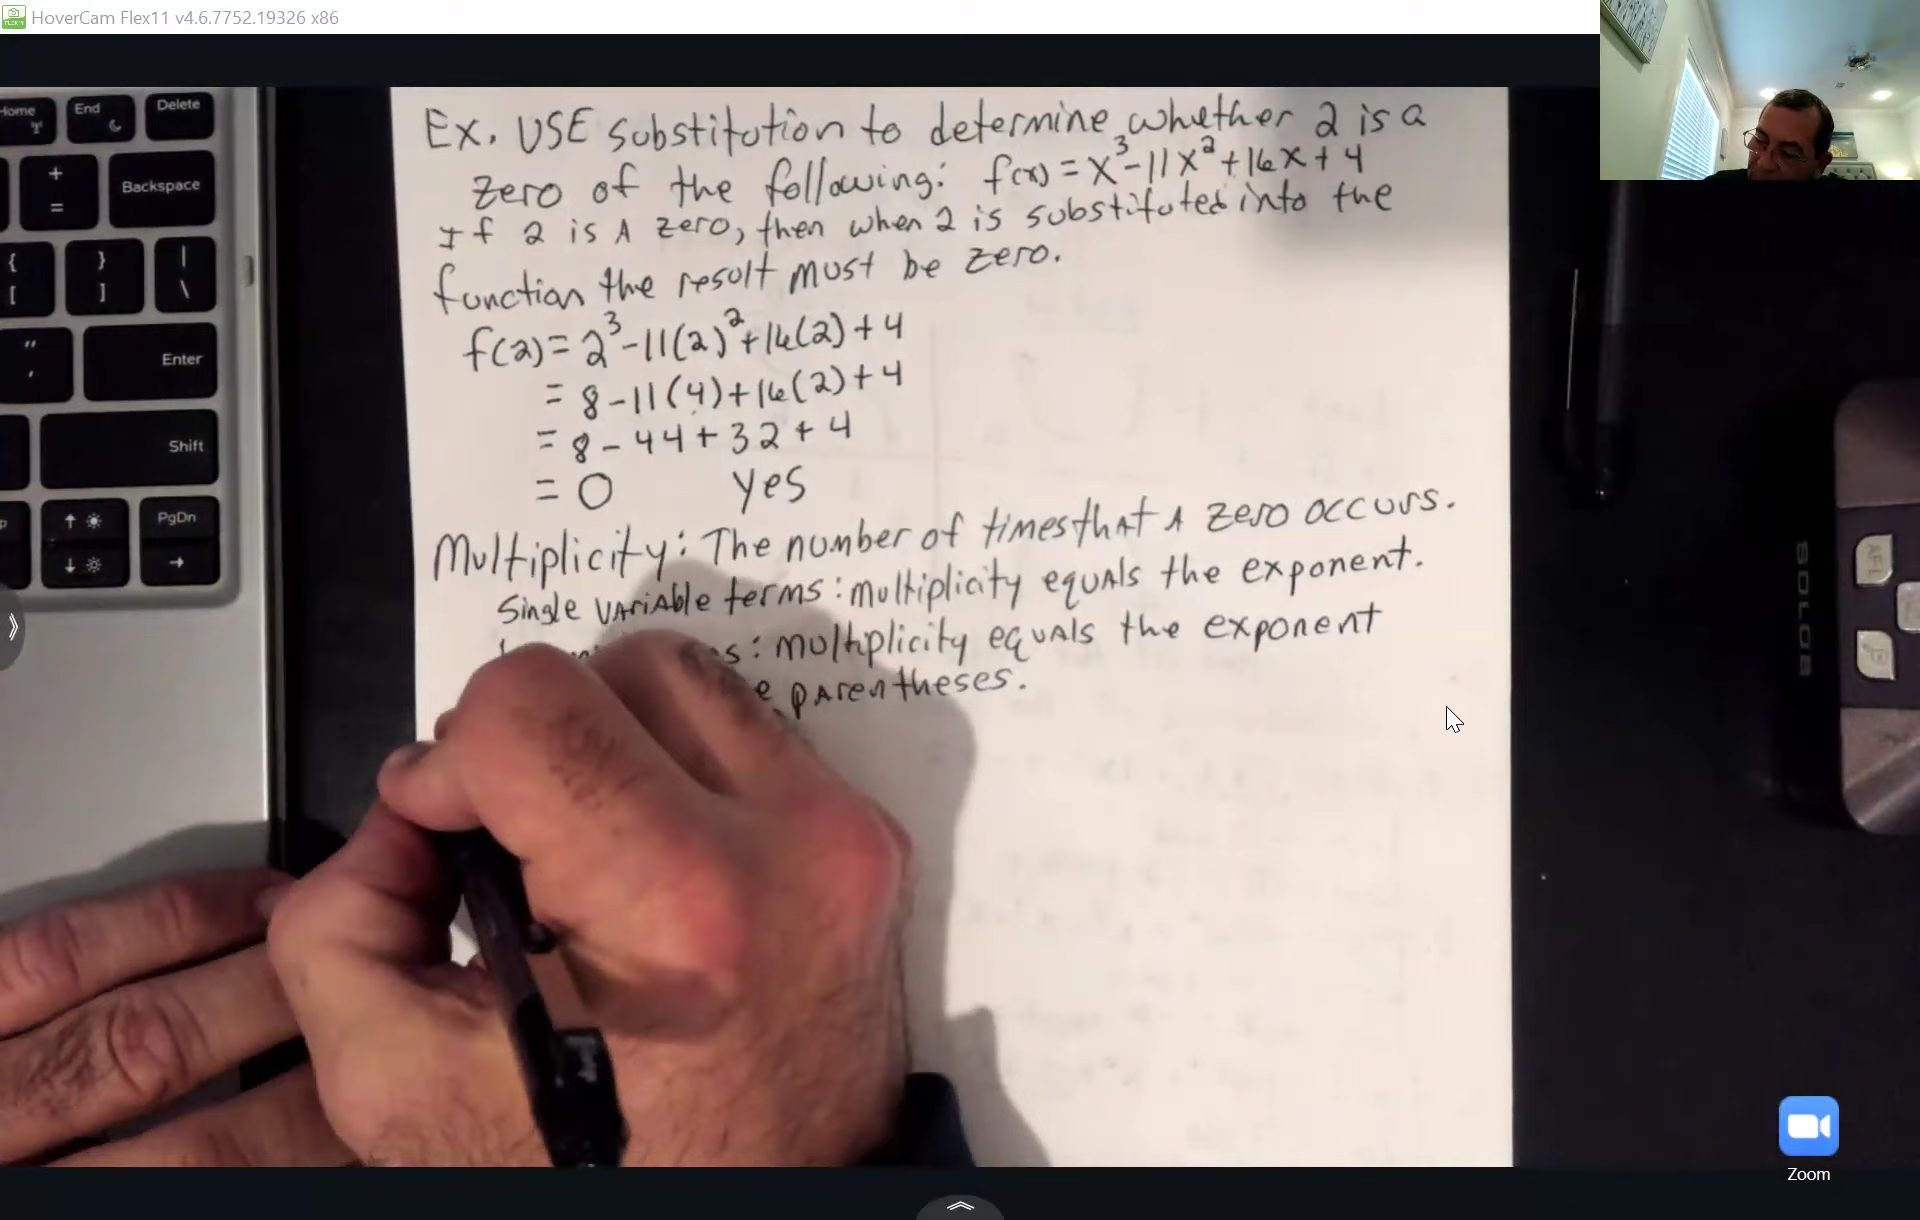 HoverCam Flex11 v4.6.7752.19326 x86
Home End Delete
+ = Backspace
{ [ } ] | \
" ' Enter
Shift
PgDn
Ex. USE substitution to determine whether 2 is a
zero of the following: f(x) = x³-11x²+16x+4
If 2 is A zero, then when 2 is substituted into the
function the result must be zero.
f(2) = 2³-11(2)²+16(2)+4
= 8-11(4)+16(2)+4
= 8-44+32+4
= 0 yes
Multiplicity: The number of times that A zero occurs.
Single variable terms: multiplicity equals the exponent.
: multiplicity equals the exponent
parentheses.
SOLOS
AFL
Zoom